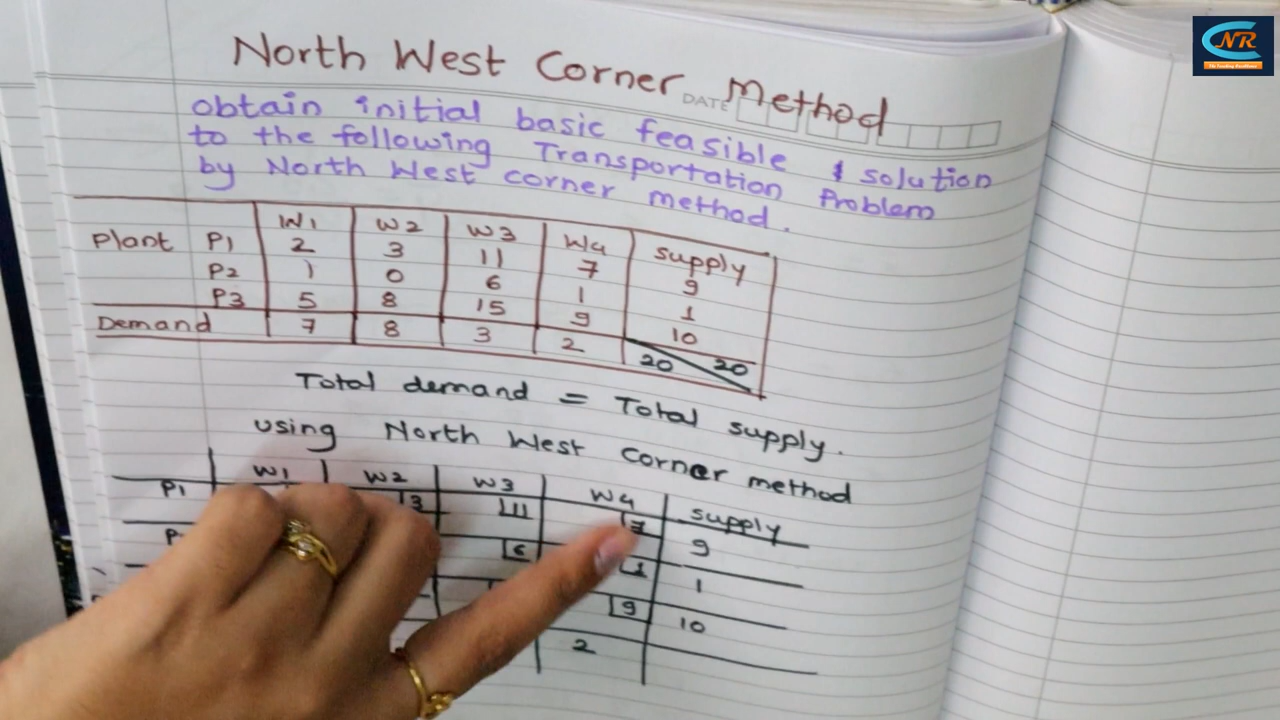 North West Corner Method
DATE
obtain initial basic feasible solution
to the following Transportation Problem
by North West corner method.
W1 W2 W3 W4 supply
Plant P1 2 3 11 7 9
P2 1 0 6 1 1
P3 5 8 15 9 10
Demand 7 8 3 2 20 20
Total demand = Total supply.
using North West corner method
W1 W2 W3 W4 supply
P1 3 11 7 9
6 1 1
9 10
2
NR